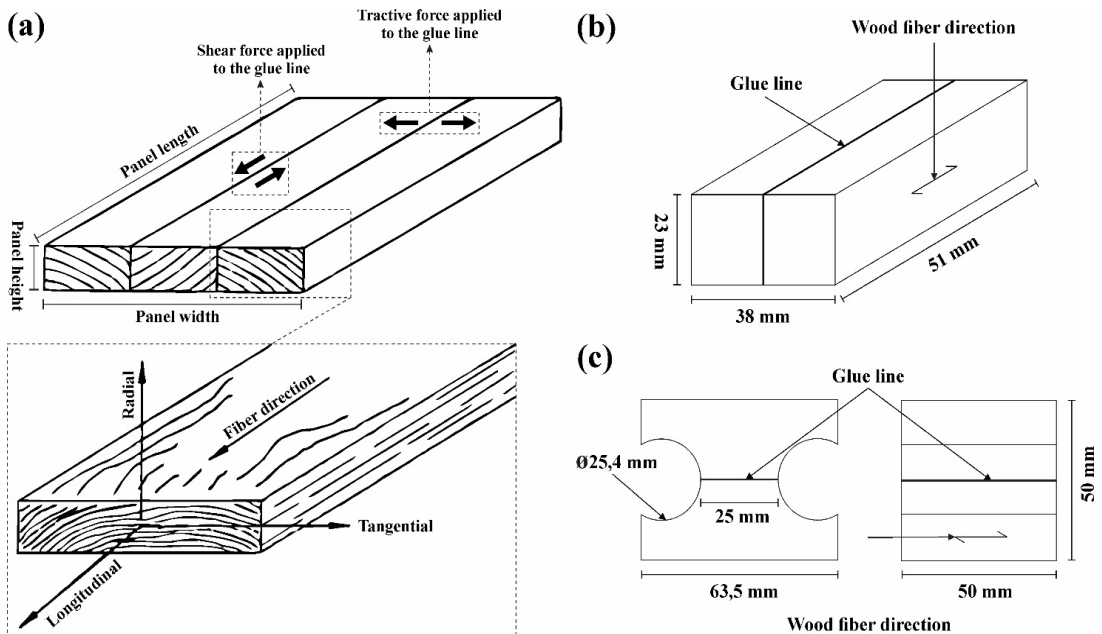 (a)
Tractive force applied
to the glue line
Shear force applied
to the glue line
Panel length
Panel height
Panel width
Radial
Fiber direction
Tangential
Longitudinal
(b)
Wood fiber
direction
Glue line
23 mm
38 mm
51 mm
(c)
Glue line
Ø25,4 mm
25 mm
63,5 mm
50 mm
50 mm
Wood fiber direction